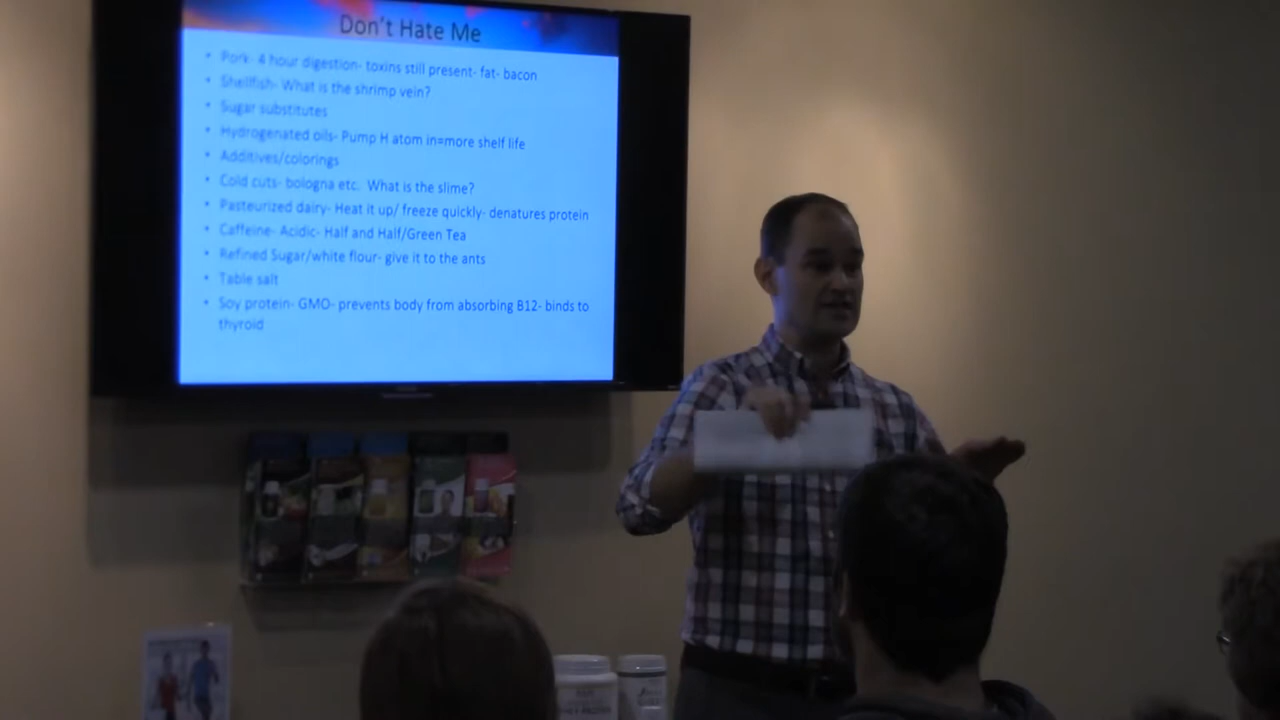 Don't Hate Me
• Pork- 4 hour digestion- toxins still present- fat- bacon
• Shellfish- What is the shrimp vein?
• Sugar substitutes
• Hydrogenated oils- Pump H atom in=more shelf life
• Additives/colorings
• Cold cuts- bologna etc.  What is the slime?
• Pasteurized dairy- Heat it up/ freeze quickly- denatures protein
• Caffeine- Acidic- Half and Half/Green Tea
• Refined Sugar/white flour- give it to the ants
• Table salt
• Soy protein- GMO- prevents body from absorbing B12- binds to
thyroid